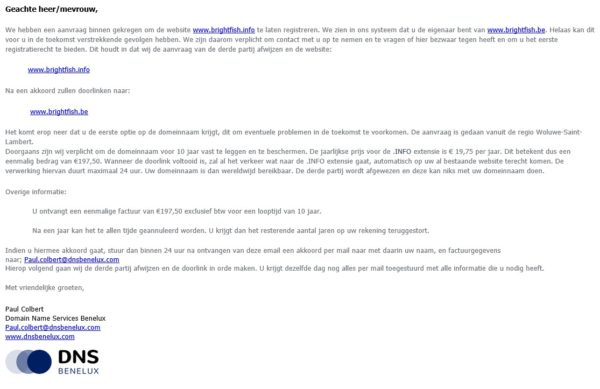 Geachte heer/mevrouw,
We hebben een aanvraag binnen gekregen om de website www.brightfish.info te laten registreren. We zien in ons systeem dat u de eigenaar bent van www.brightfish.be. Helaas kan dit
voor u in de toekomst verstrekkende gevolgen hebben. We zijn daarom verplicht om contact met u op te nemen en te vragen of hier bezwaar tegen heeft en om u het eerste
registratierecht te bieden. Dit houdt in dat wij de aanvraag van de derde partij afwijzen en de website:
www.brightfish.info
Na een akkoord zullen doorlinken naar:
www.brightfish.be
Het komt erop neer dat u de eerste optie op de domeinnaam krijgt, dit om eventuele problemen in de toekomst te voorkomen. De aanvraag is gedaan vanuit de regio Woluwe-Saint-
Lambert.
Doorgaans zijn wij verplicht om de domeinnaam voor 10 jaar vast te leggen en te beschermen. De jaarlijkse prijs voor de .INFO extensie is € 19,75 per jaar. Dit betekent dus een
eenmalig bedrag van €197,50. Wanneer de doorlink voltooid is, zal al het verkeer wat naar de .INFO extensie gaat, automatisch op uw al bestaande website terecht komen. De
verwerking hiervan duurt maximaal 24 uur. Uw domeinnaam is dan wereldwijd bereikbaar. De derde partij wordt afgewezen en deze kan niks met uw domeinnaam doen.
Overige informatie:
U ontvangt een eenmalige factuur van €197,50 exclusief btw voor een looptijd van 10 jaar.
Na een jaar kan het te allen tijde geannuleerd worden. U krijgt dan het resterende aantal jaren op uw rekening teruggestort.
Indien u hiermee akkoord gaat, stuur dan binnen 24 uur na ontvangen van deze email een akkoord per mail naar met daarin uw naam, en factuurgegevens
naar; Paul.colbert@dnsbenelux.com
Hierop volgend gaan wij de derde partij afwijzen en de doorlink in orde maken. U krijgt dezelfde dag nog alles per mail toegestuurd met alle informatie die u nodig heeft.
Met vriendelijke groeten,
Paul Colbert
Domain Name Services Benelux
Paul.colbert@dnsbenelux.com
www.dnsbenelux.com
DNS
BENELUX